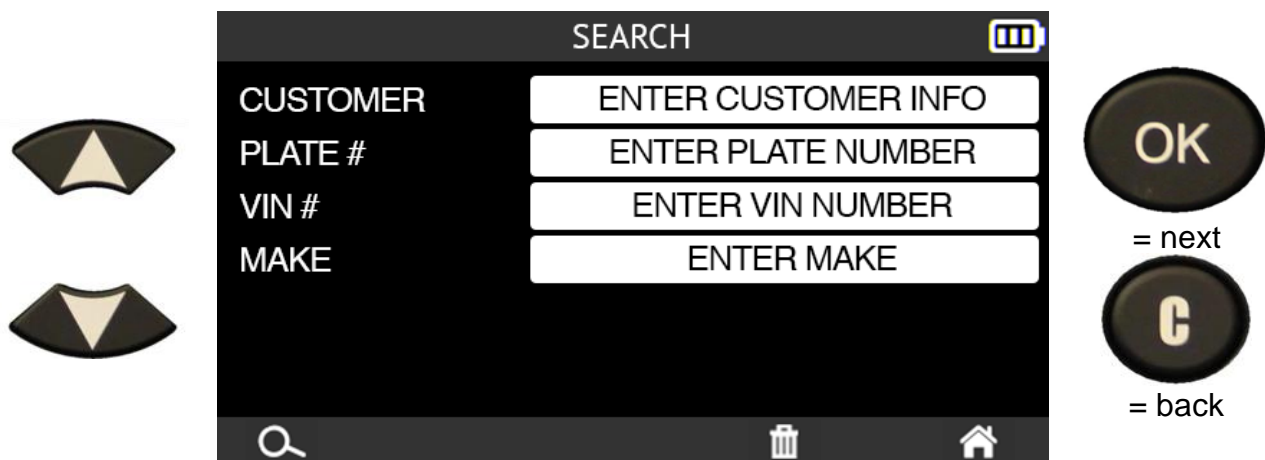 SEARCH
CUSTOMER ENTER CUSTOMER INFO
PLATE # ENTER PLATE NUMBER
VIN # ENTER VIN NUMBER
MAKE ENTER MAKE
OK
= next
C
= back